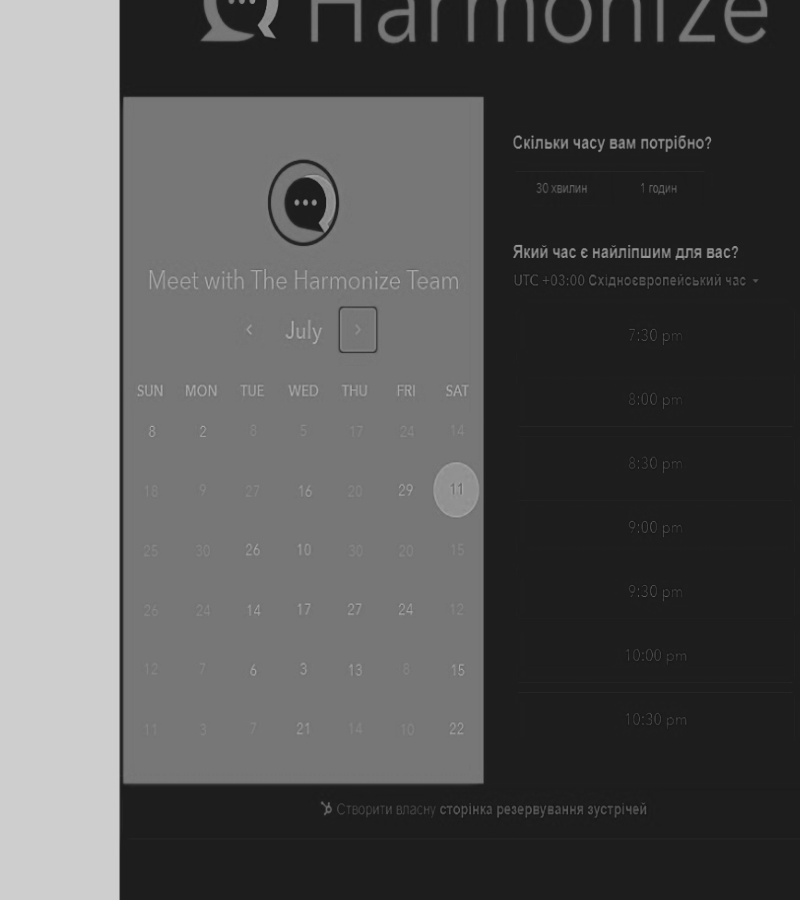 Harmonize
Meet with The Harmonize Team
July
SUN MON TUE WED THU FRI SAT
8 2 8 5 17 24 14
18 9 27 16 20 29 11
25 30 26 10 30 20 15
26 24 14 17 27 24 12
12 7 6 3 13 8 15
11 3 7 21 14 10 22
Скільки часу вам потрібно?
30 хвилин 1 годин
Який час є найліпшим для вас?
UTC +03:00 Східноєвропейський час
7:30 pm
8:00 pm
8:30 pm
9:00 pm
9:30 pm
10:00 pm
10:30 pm
Створити власну сторінка резервування зустрічей